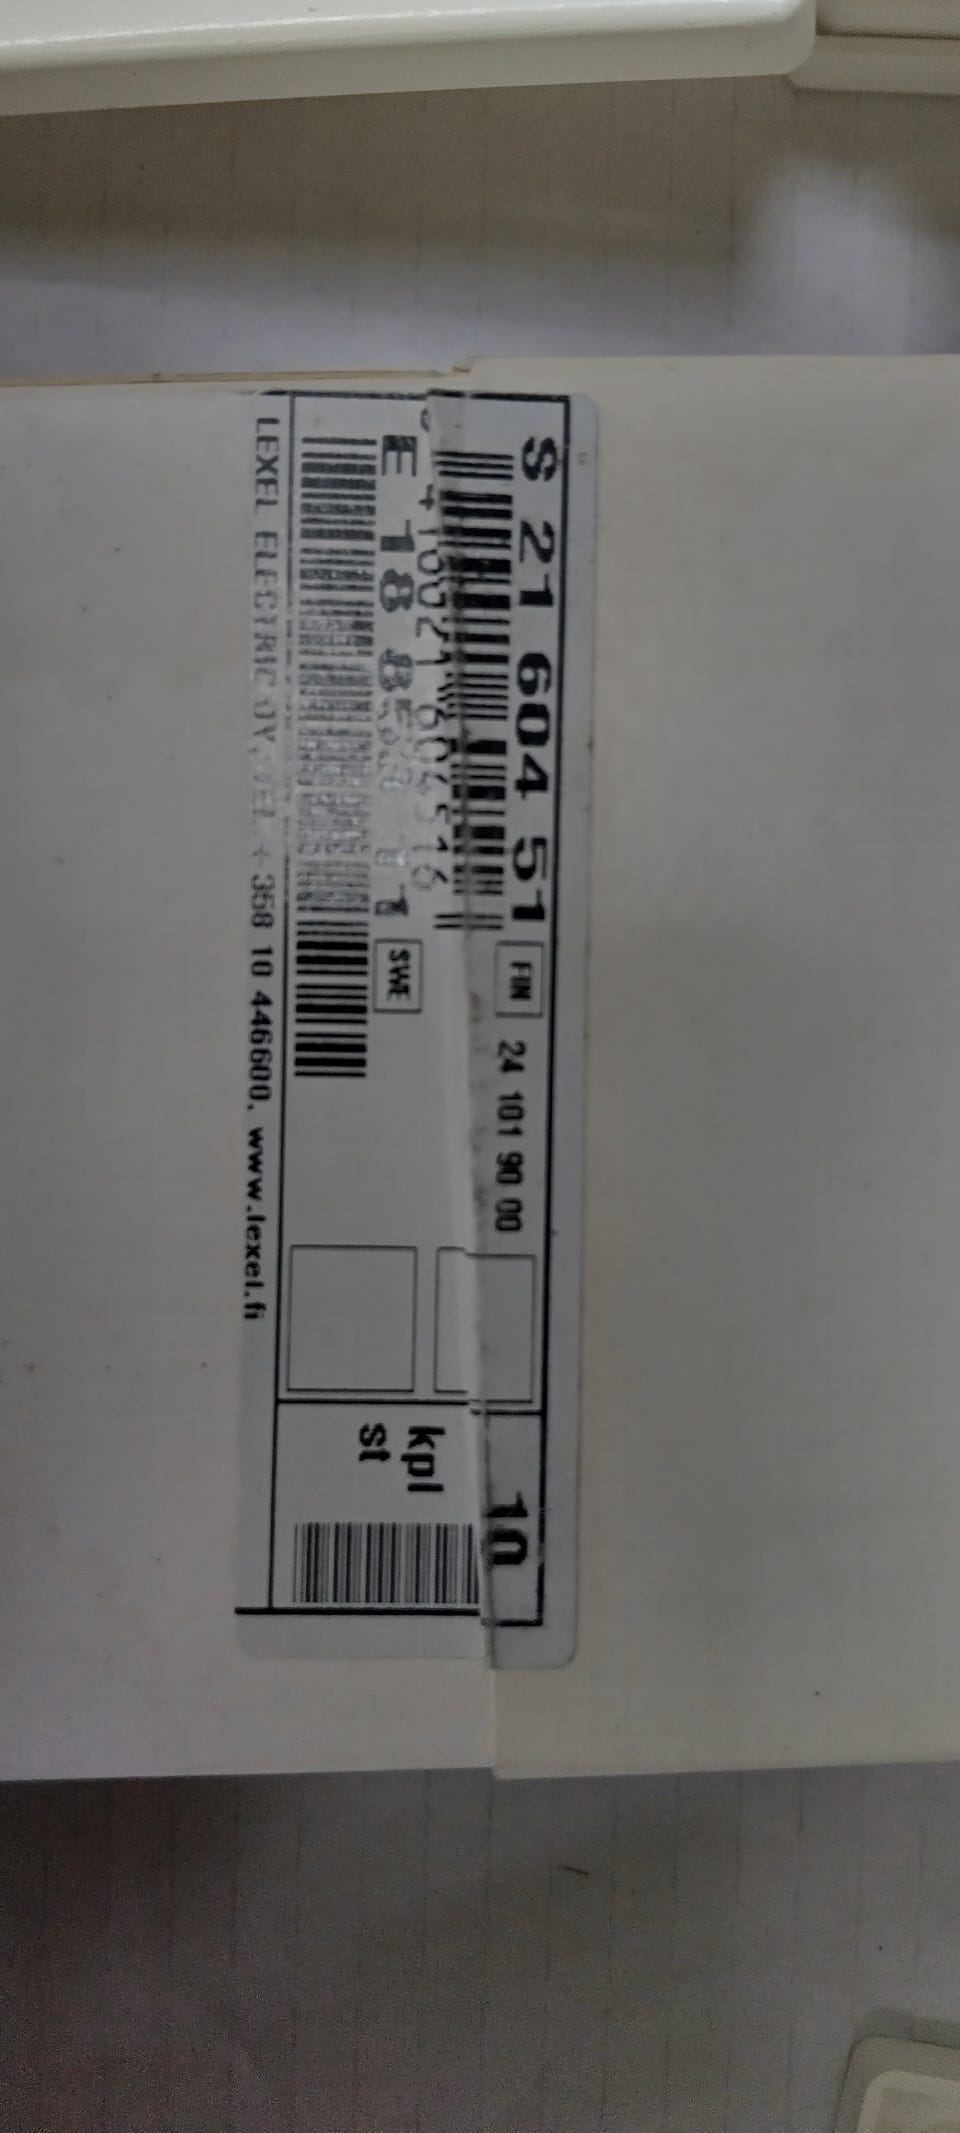 S 21 604 51 FIN 24 101 90 00
10
E 18 SWE
kpl
st
LEXEL ELECTRIC OY, TEL. +358 10 446600, www.lexel.fi